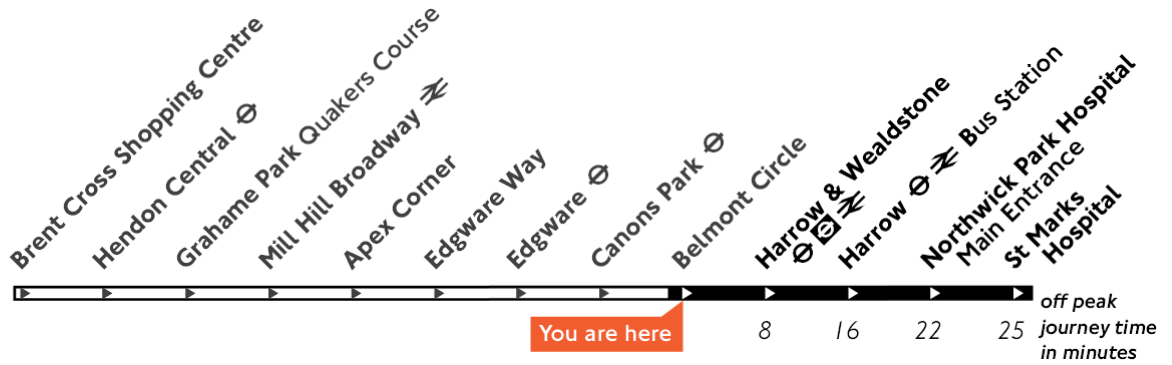 Brent Cross Shopping Centre
Hendon Central
Grahame Park Quakers Course
Mill Hill Broadway
Apex Corner
Edgware Way
Edgware
Canons Park
Belmont Circle
Harrow & Wealdstone
Harrow Bus Station
Northwick Park Hospital
Main Entrance
St Marks
Hospital
You are here
8 16 22 25
off peak
journey time
in minutes